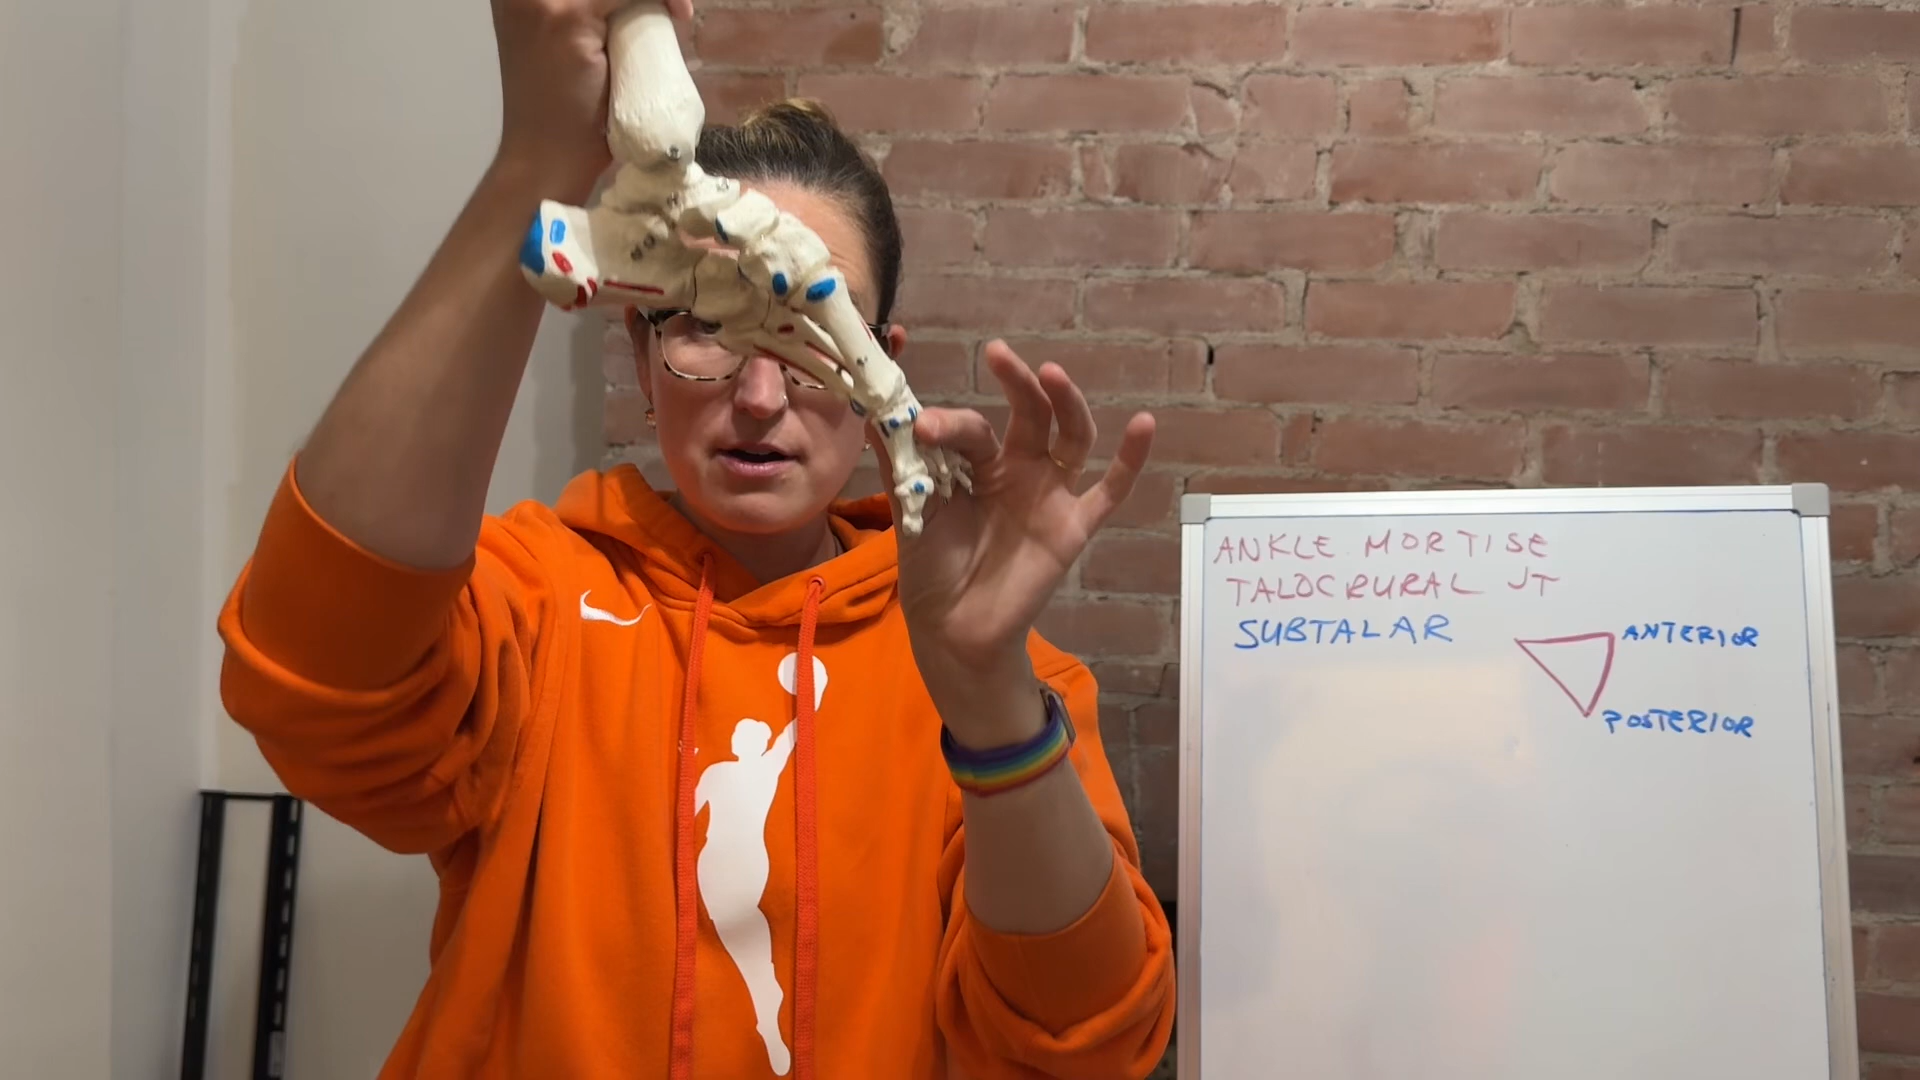 ANKLE MORTISE
TALOCRURAL JT
SUBTALAR
ANTERIOR
POSTERIOR